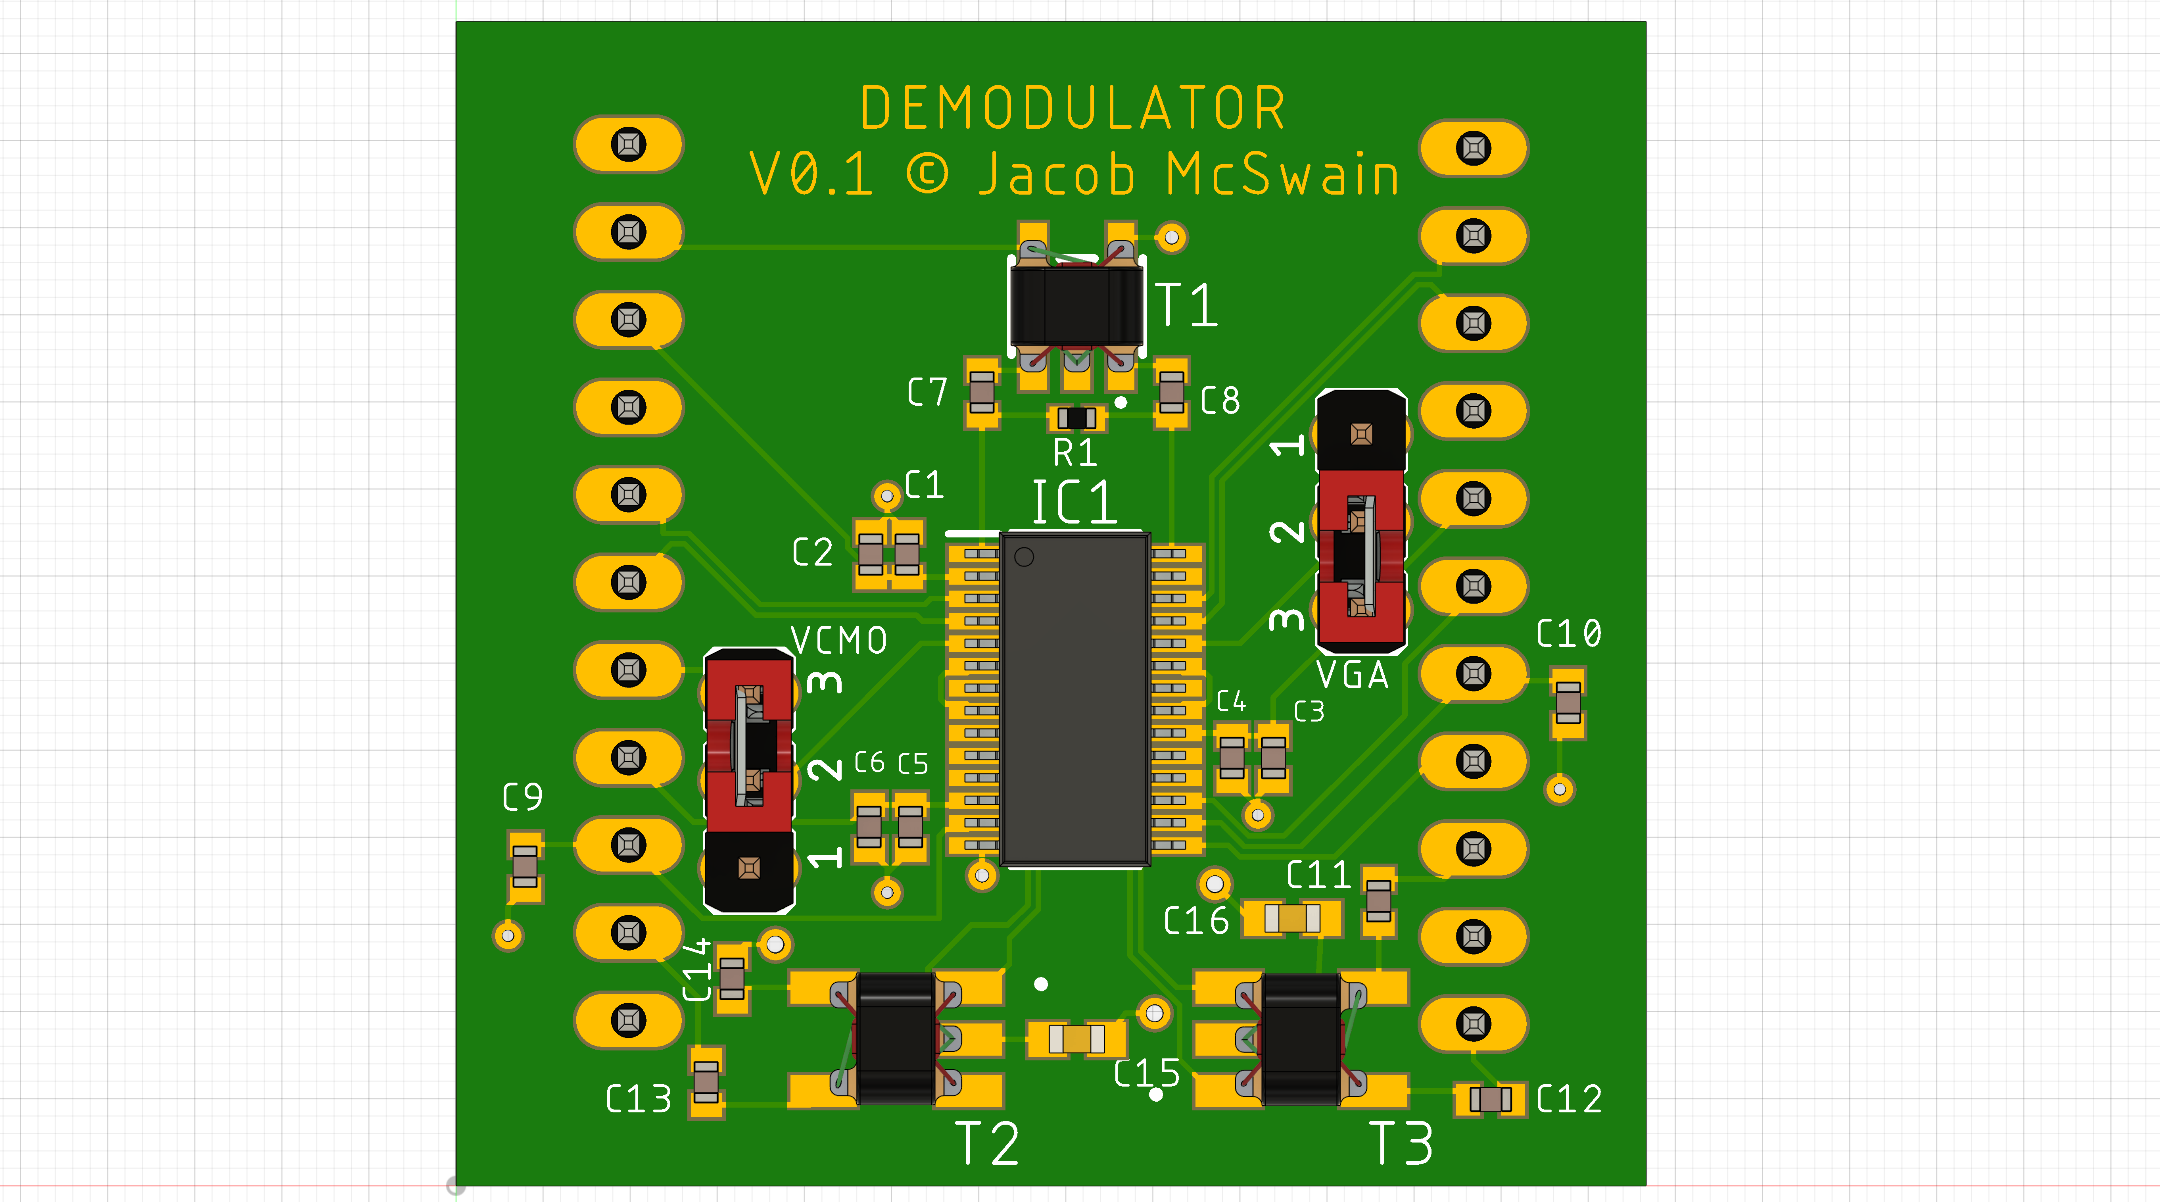 DEMODULATOR
V0.1 © Jacob McSwain
T1
C7
C8
R1
1
C1
IC1
2
C2
3
C10
VCMO
VGA
3
C4
C3
2
C6
C5
C9
1
C11
C16
C14
C15
C13
C12
T2
T3